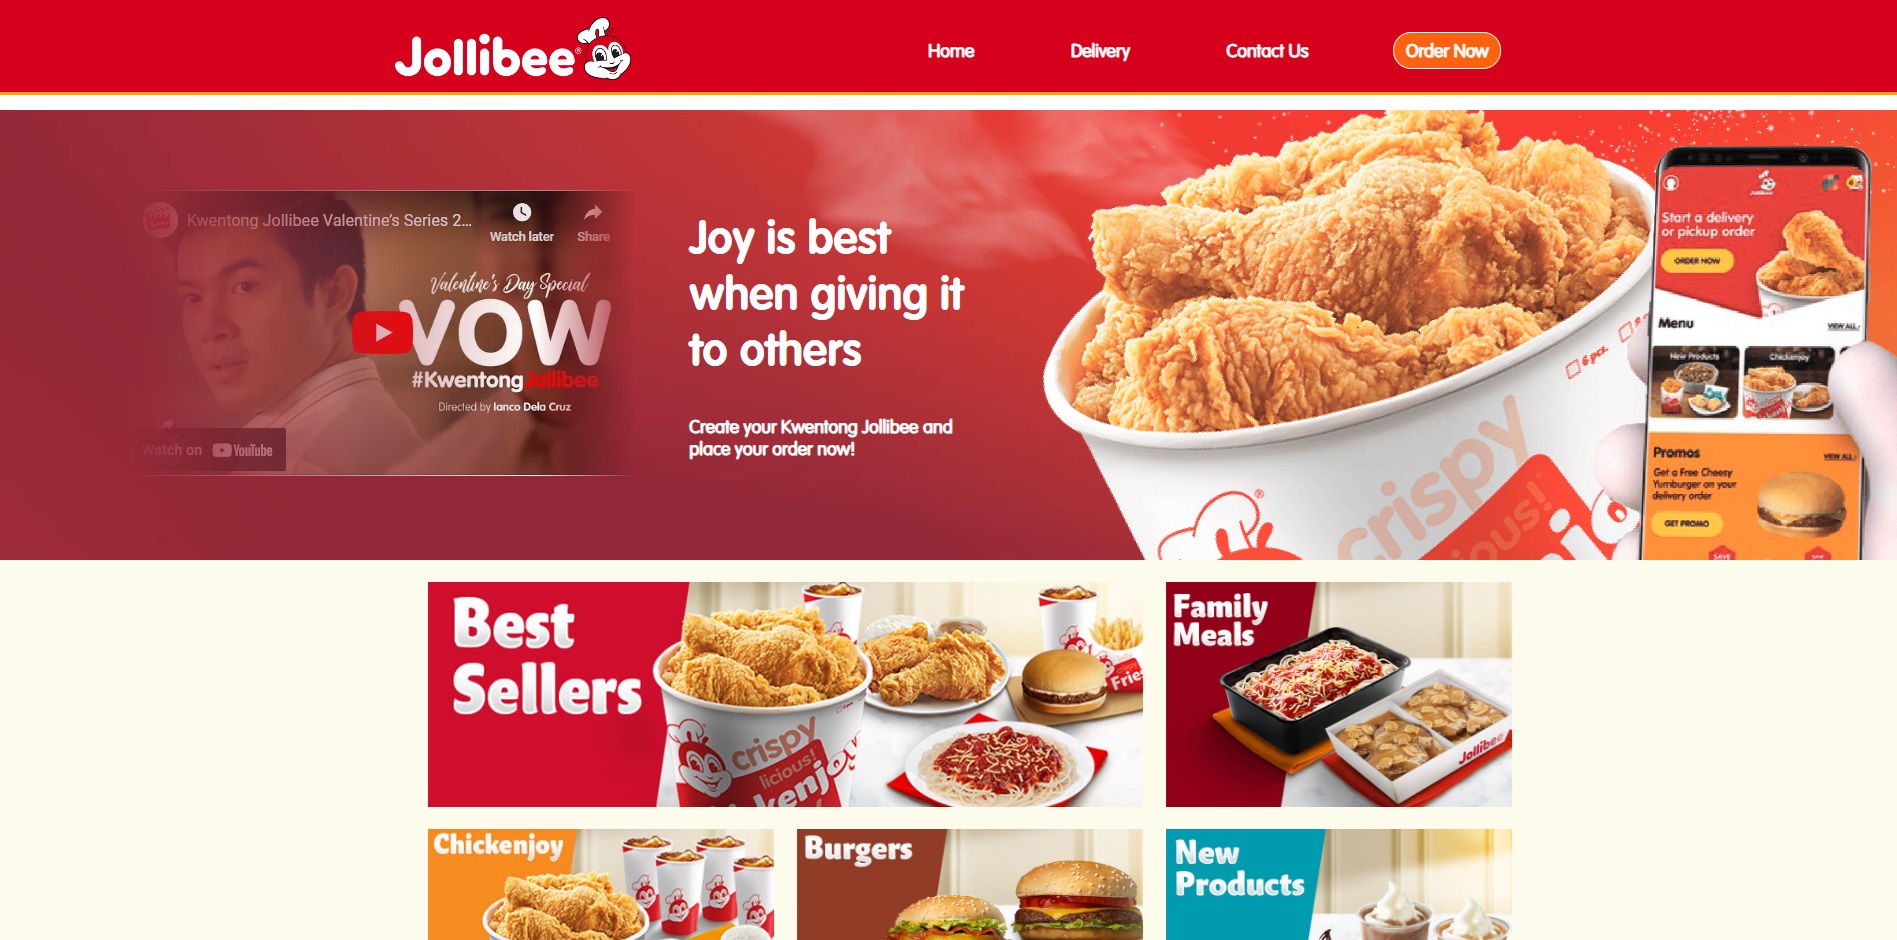 Jollibee
Home
Delivery
Contact Us
Order Now
Kwentong Jollibee Valentine's Series 2...
Watch later
Share
Valentine's Day Special
VOW
#KwentongJollibee
Directed by Ianco Dela Cruz
Watch on YouTube
Joy is best
when giving it
to others
Create your Kwentong Jollibee and
place your order now!
6 pcs.
crispy
licious!
Start a delivery
or pickup order
ORDER NOW
Menu
VIEW ALL
New Products
Chickenjoy
Promos
VIEW ALL
Get a Free Cheesy
Yumburger on your
delivery order
GET PROMO
SAVE
SAVE
Best
Sellers
crispy
licious!
Fries
Family
Meals
Jollibee
Chickenjoy
Burgers
New
Products